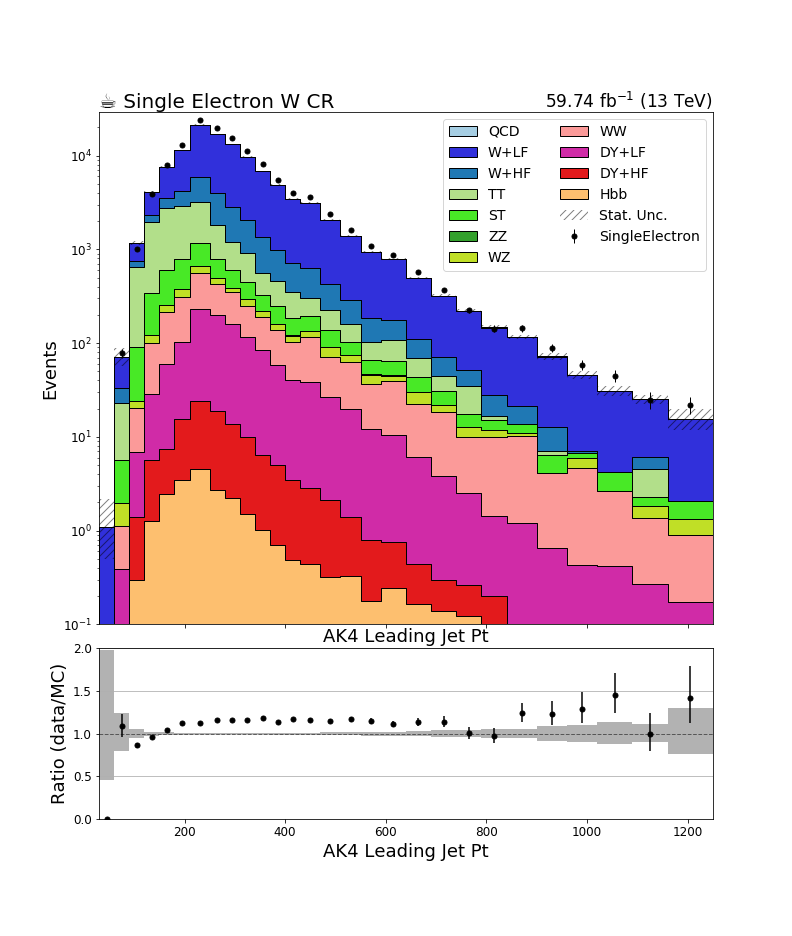 ☕ Single Electron W CR
59.74 fb⁻¹ (13 TeV)
QCD
W+LF
W+HF
TT
ST
ZZ
WZ
WW
DY+LF
DY+HF
Hbb
Stat. Unc.
SingleElectron
Events
10⁴
10³
10²
10¹
10⁰
10⁻¹
AK4 Leading Jet Pt
Ratio (data/MC)
2.0
1.5
1.0
0.5
0.0
200 400 600 800 1000 1200
AK4 Leading Jet Pt